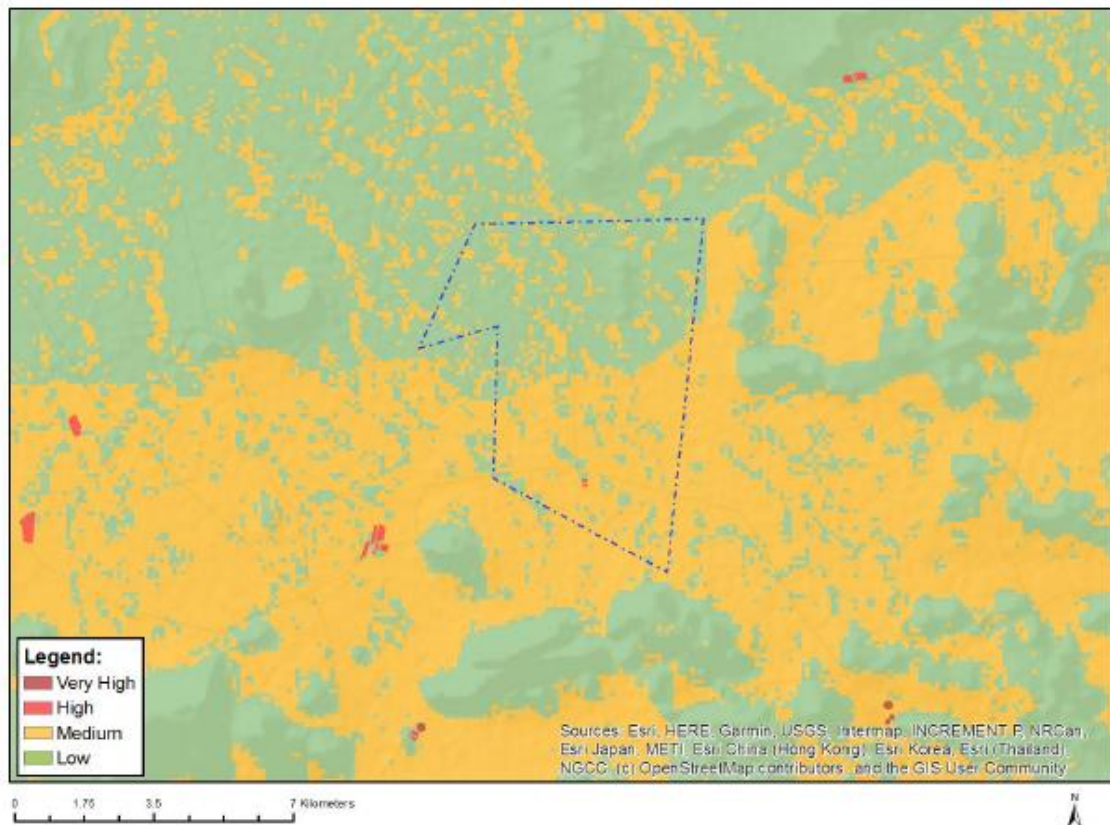 Legend:
Very High
High
Medium
Low
Sources: Esri, HERE, Garmin, USGS, Intermap, INCREMENT P, NRCan,
Esri Japan, METI, Esri China (Hong Kong), Esri Korea, Esri (Thailand),
NGCC, (c) OpenStreetMap contributors, and the GIS User Community
0 1.75 3.5 7 Kilometers
N